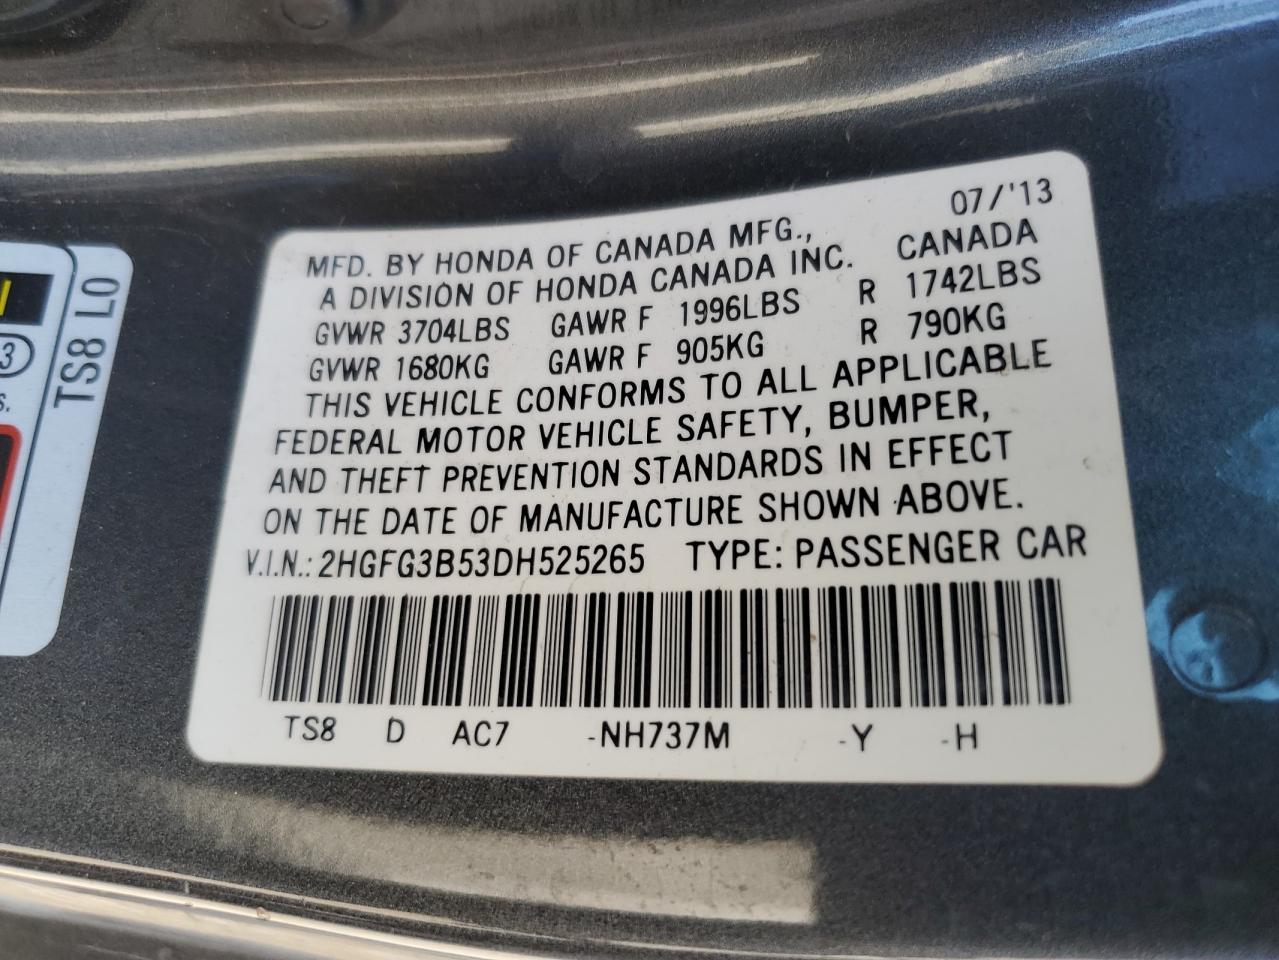 07/'13
MFD. BY HONDA OF CANADA MFG.,
A DIVISION OF HONDA CANADA INC. CANADA
GVWR 3704LBS GAWR F 1996LBS R 1742LBS
GVWR 1680KG GAWR F 905KG R 790KG
THIS VEHICLE CONFORMS TO ALL APPLICABLE
FEDERAL MOTOR VEHICLE SAFETY, BUMPER,
AND THEFT PREVENTION STANDARDS IN EFFECT
ON THE DATE OF MANUFACTURE SHOWN ABOVE.
V.I.N.: 2HGFG3B53DH525265 TYPE: PASSENGER CAR
TS8 D AC7 -NH737M -Y -H
TS8 L0
3